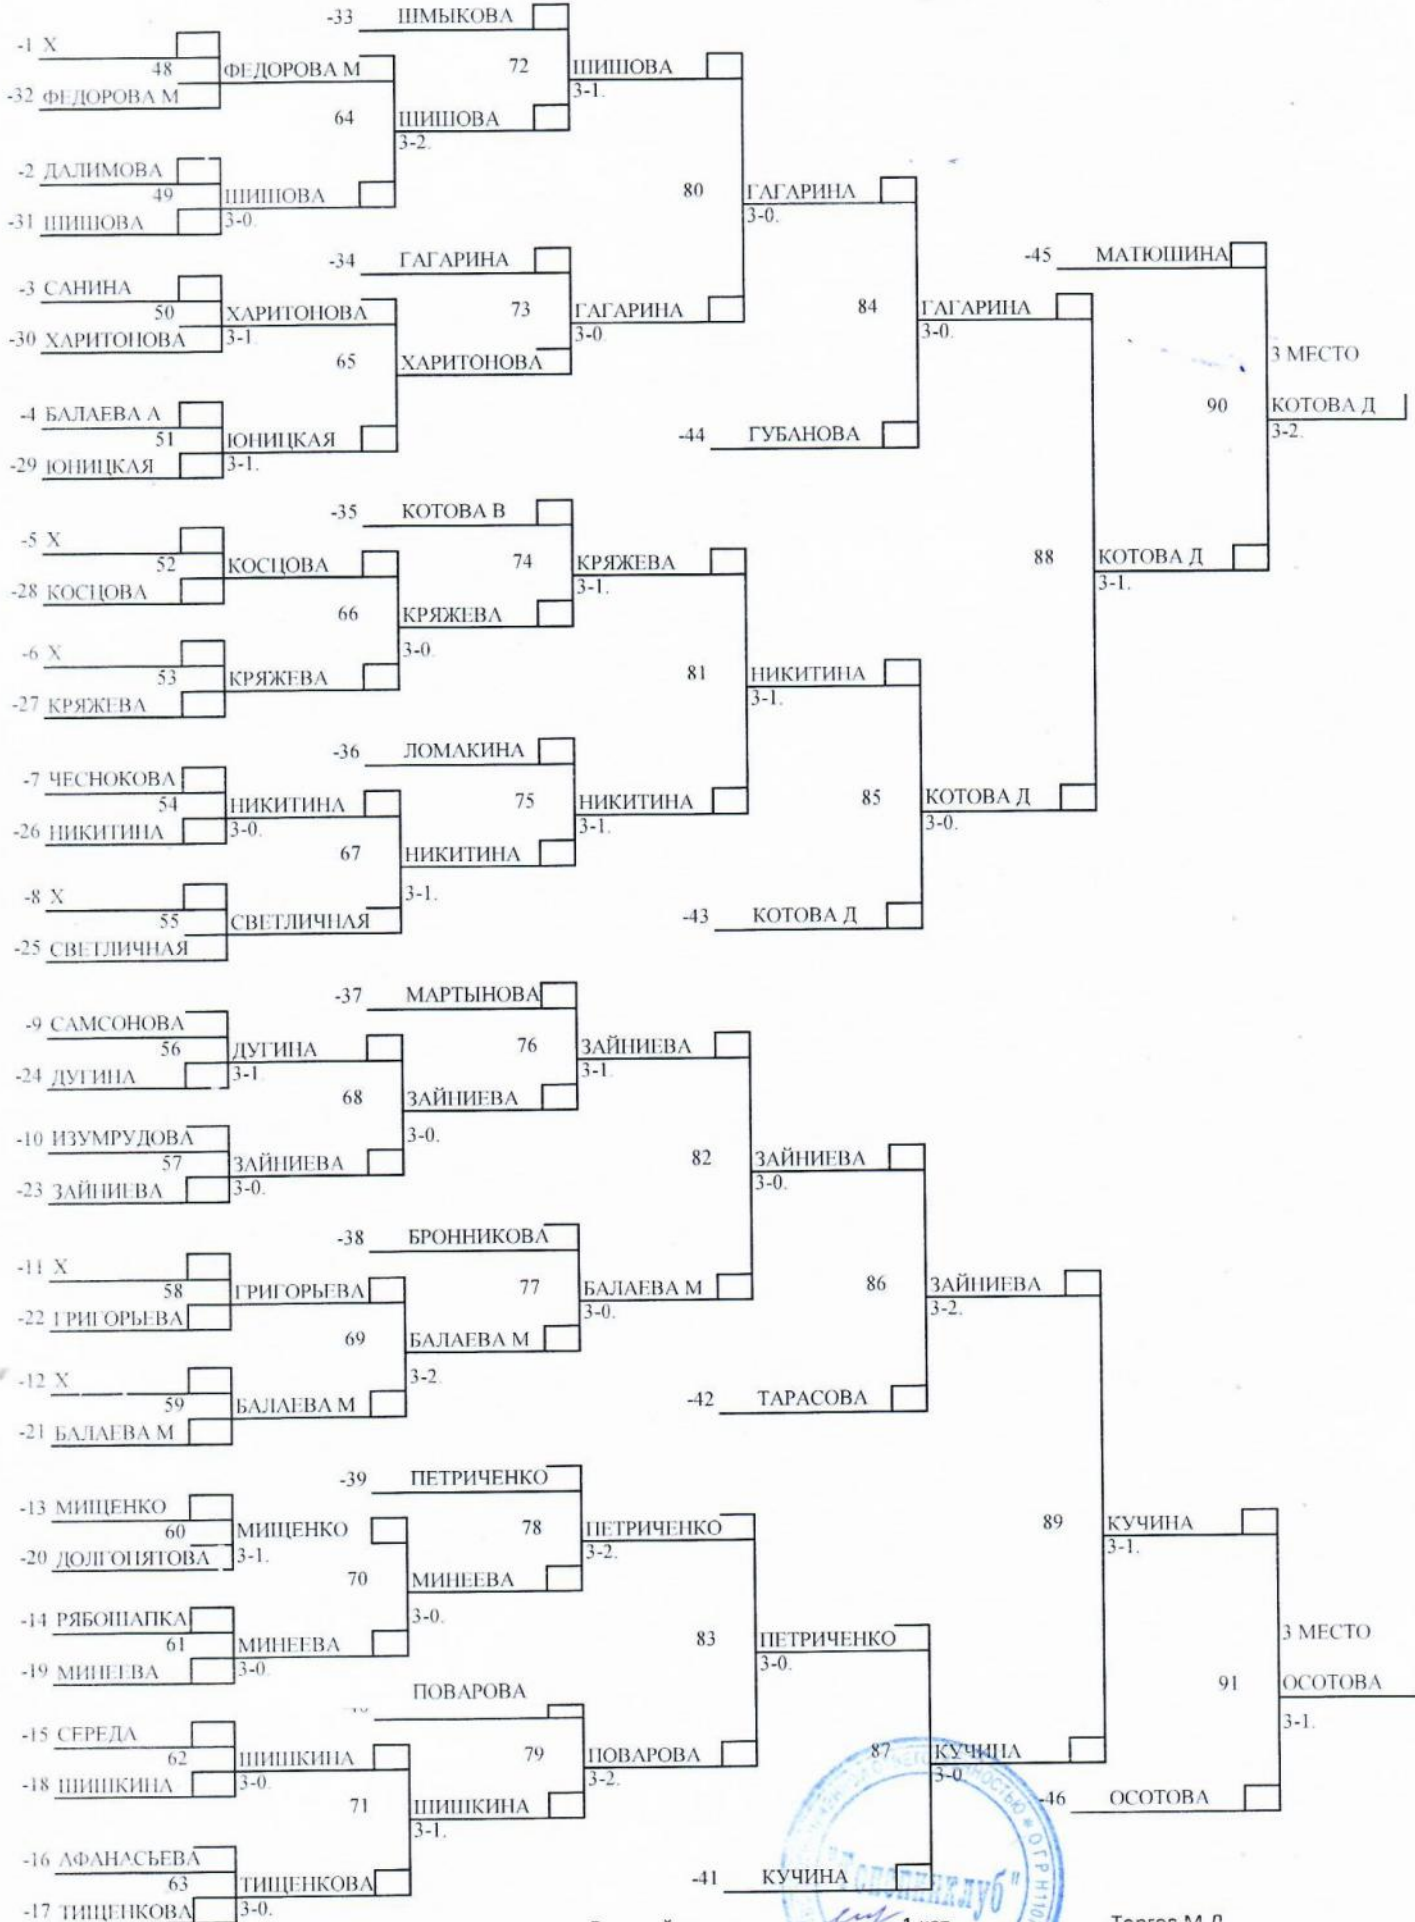 -33 ШМЫКОВА
-1 X
48 ФЕДОРОВА М
72 ШИШОВА
-32 ФЕДОРОВА М
3-1.
64 ШИШОВА
3-2.
-2 ДАЛИМОВА
49 ШИШОВА
80 ГАГАРИНА
-31 ШИШОВА
3-0.
3-0.
-34 ГАГАРИНА
-45 МАТЮШИНА
-3 САНИНА
50 ХАРИТОНОВА
73 ГАГАРИНА
84 ГАГАРИНА
-30 ХАРИТОНОВА
3-1
3-0.
3-0.
65 ХАРИТОНОВА
3 МЕСТО
-4 БАЛАЕВА А
90 КОТОВА Д
51 ЮНИЦКАЯ
-44 ГУБАНОВА
3-2.
-29 ЮНИЦКАЯ
3-1.
-35 КОТОВА В
-5 X
52 КОСЦОВА
74 КРЯЖЕВА
88 КОТОВА Д
-28 КОСЦОВА
3-1.
3-1.
66 КРЯЖЕВА
3-0.
-6 X
53 КРЯЖЕВА
81 НИКИТИНА
-27 КРЯЖЕВА
3-1.
-36 ЛОМАКИНА
-7 ЧЕСНОКОВА
54 НИКИТИНА
75 НИКИТИНА
85 КОТОВА Д
-26 НИКИТИНА
3-0.
3-1.
3-0.
67 НИКИТИНА
3-1.
-8 X
55 СВЕТЛИЧНАЯ
-43 КОТОВА Д
-25 СВЕТЛИЧНАЯ
-37 МАРТЫНОВА
-9 САМСОНОВА
56 ДУГИНА
76 ЗАЙНИЕВА
-24 ДУГИНА
3-1
3-1.
68 ЗАЙНИЕВА
3-0.
-10 ИЗУМРУДОВА
57 ЗАЙНИЕВА
82 ЗАЙНИЕВА
-23 ЗАЙНИЕВА
3-0.
3-0.
-38 БРОННИКОВА
-11 X
58 ГРИГОРЬЕВА
77 БАЛАЕВА М
86 ЗАЙНИЕВА
-22 ГРИГОРЬЕВА
3-0.
3-2.
69 БАЛАЕВА М
3-2.
-12 X
59 БАЛАЕВА М
-42 ТАРАСОВА
-21 БАЛАЕВА М
-39 ПЕТРИЧЕНКО
-13 МИЩЕНКО
60 МИЩЕНКО
78 ПЕТРИЧЕНКО
89 КУЧИНА
-20 ДОЛГОПЯТОВА
3-1.
3-2.
3-1.
70 МИНЕЕВА
3-0.
-14 РЯБОШАПКА
61 МИНЕЕВА
83 ПЕТРИЧЕНКО
3 МЕСТО
-19 МИНЕЕВА
3-0.
3-0.
91 ОСОТОВА
ПОВАРОВА
3-1.
-15 СЕРЕДА
62 ШИШКИНА
79 ПОВАРОВА
87 КУЧИНА
-18 ШИШКИНА
3-0.
3-2.
3-0
-46 ОСОТОВА
71 ШИШКИНА
3-1.
-16 АФАНАСЬЕВА
63 ТИЩЕНКОВА
-41 КУЧИНА
-17 ТИЩЕНКОВА
3-0.